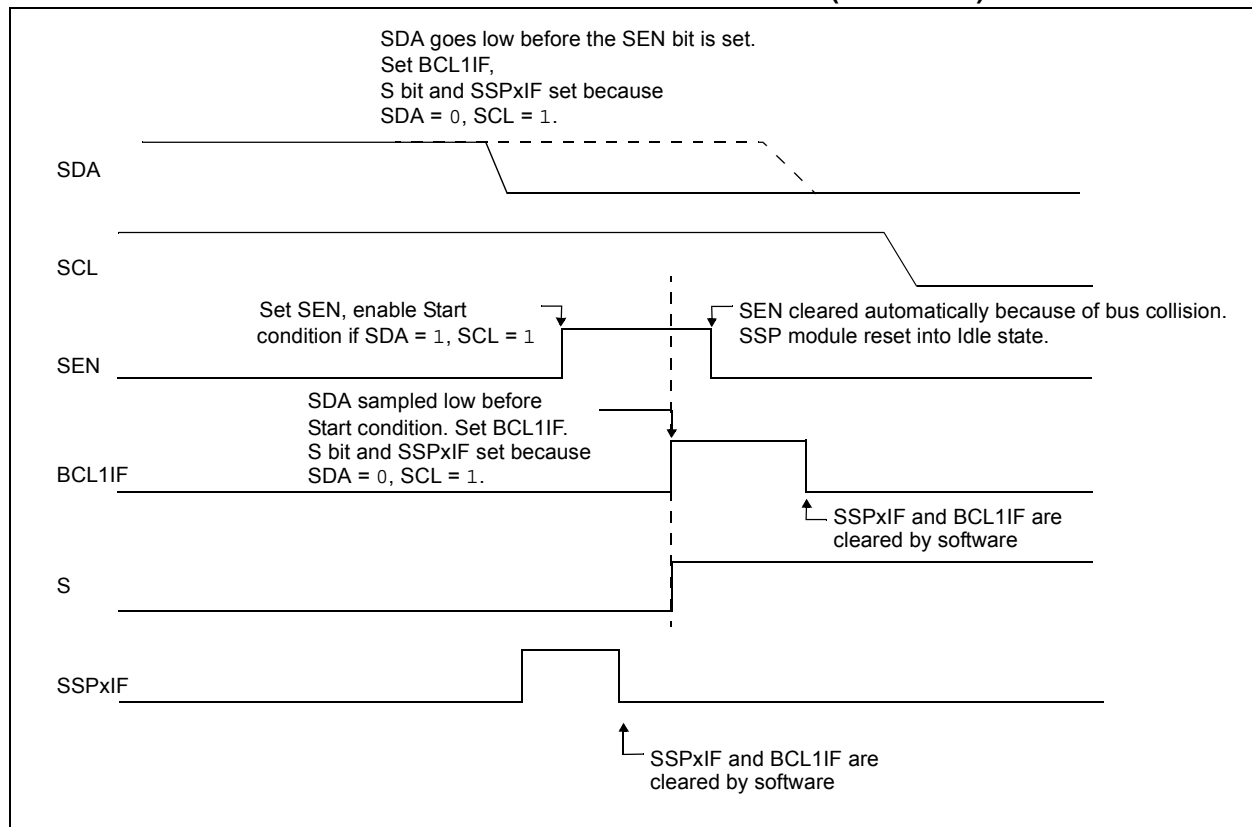 SDA goes low before the SEN bit is set.
Set BCL1IF,
S bit and SSPxIF set because
SDA = 0, SCL = 1.
SDA
SCL
Set SEN, enable Start
condition if SDA = 1, SCL = 1
SEN cleared automatically because of bus collision.
SSP module reset into Idle state.
SEN
SDA sampled low before
Start condition. Set BCL1IF.
S bit and SSPxIF set because
SDA = 0, SCL = 1.
BCL1IF
SSPxIF and BCL1IF are
cleared by software
S
SSPxIF
SSPxIF and BCL1IF are
cleared by software